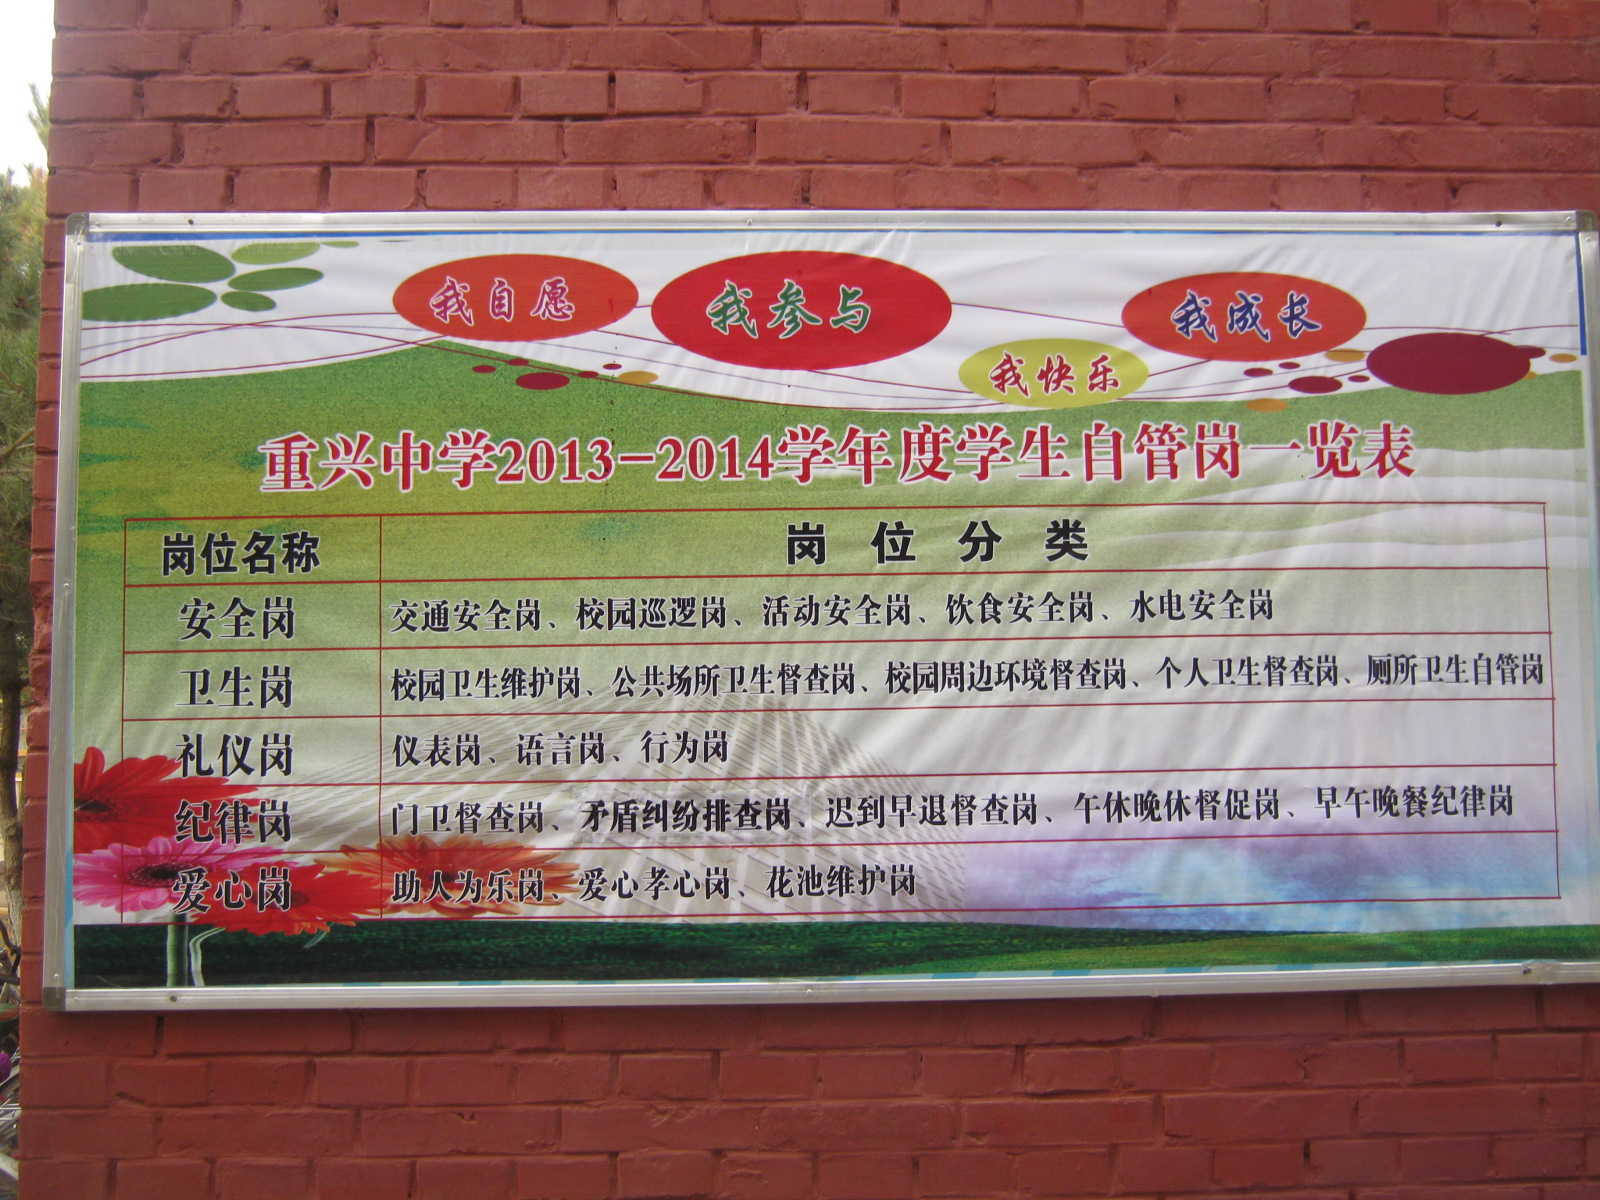 我自愿
我参与
我快乐
我成长
重兴中学2013-2014学年度学生自管岗一览表
岗位名称 岗位分类
安全岗 交通安全岗、校园巡逻岗、活动安全岗、饮食安全岗、水电安全岗
卫生岗 校园卫生维护岗、公共场所卫生督查岗、校园周边环境督查岗、个人卫生督查岗、厕所卫生自管岗
礼仪岗 仪表岗、语言岗、行为岗
纪律岗 门卫督查岗、矛盾纠纷排查岗、迟到早退督查岗、午休晚休督促岗、早午晚餐纪律岗
爱心岗 助人为乐岗、爱心孝心岗、花池维护岗